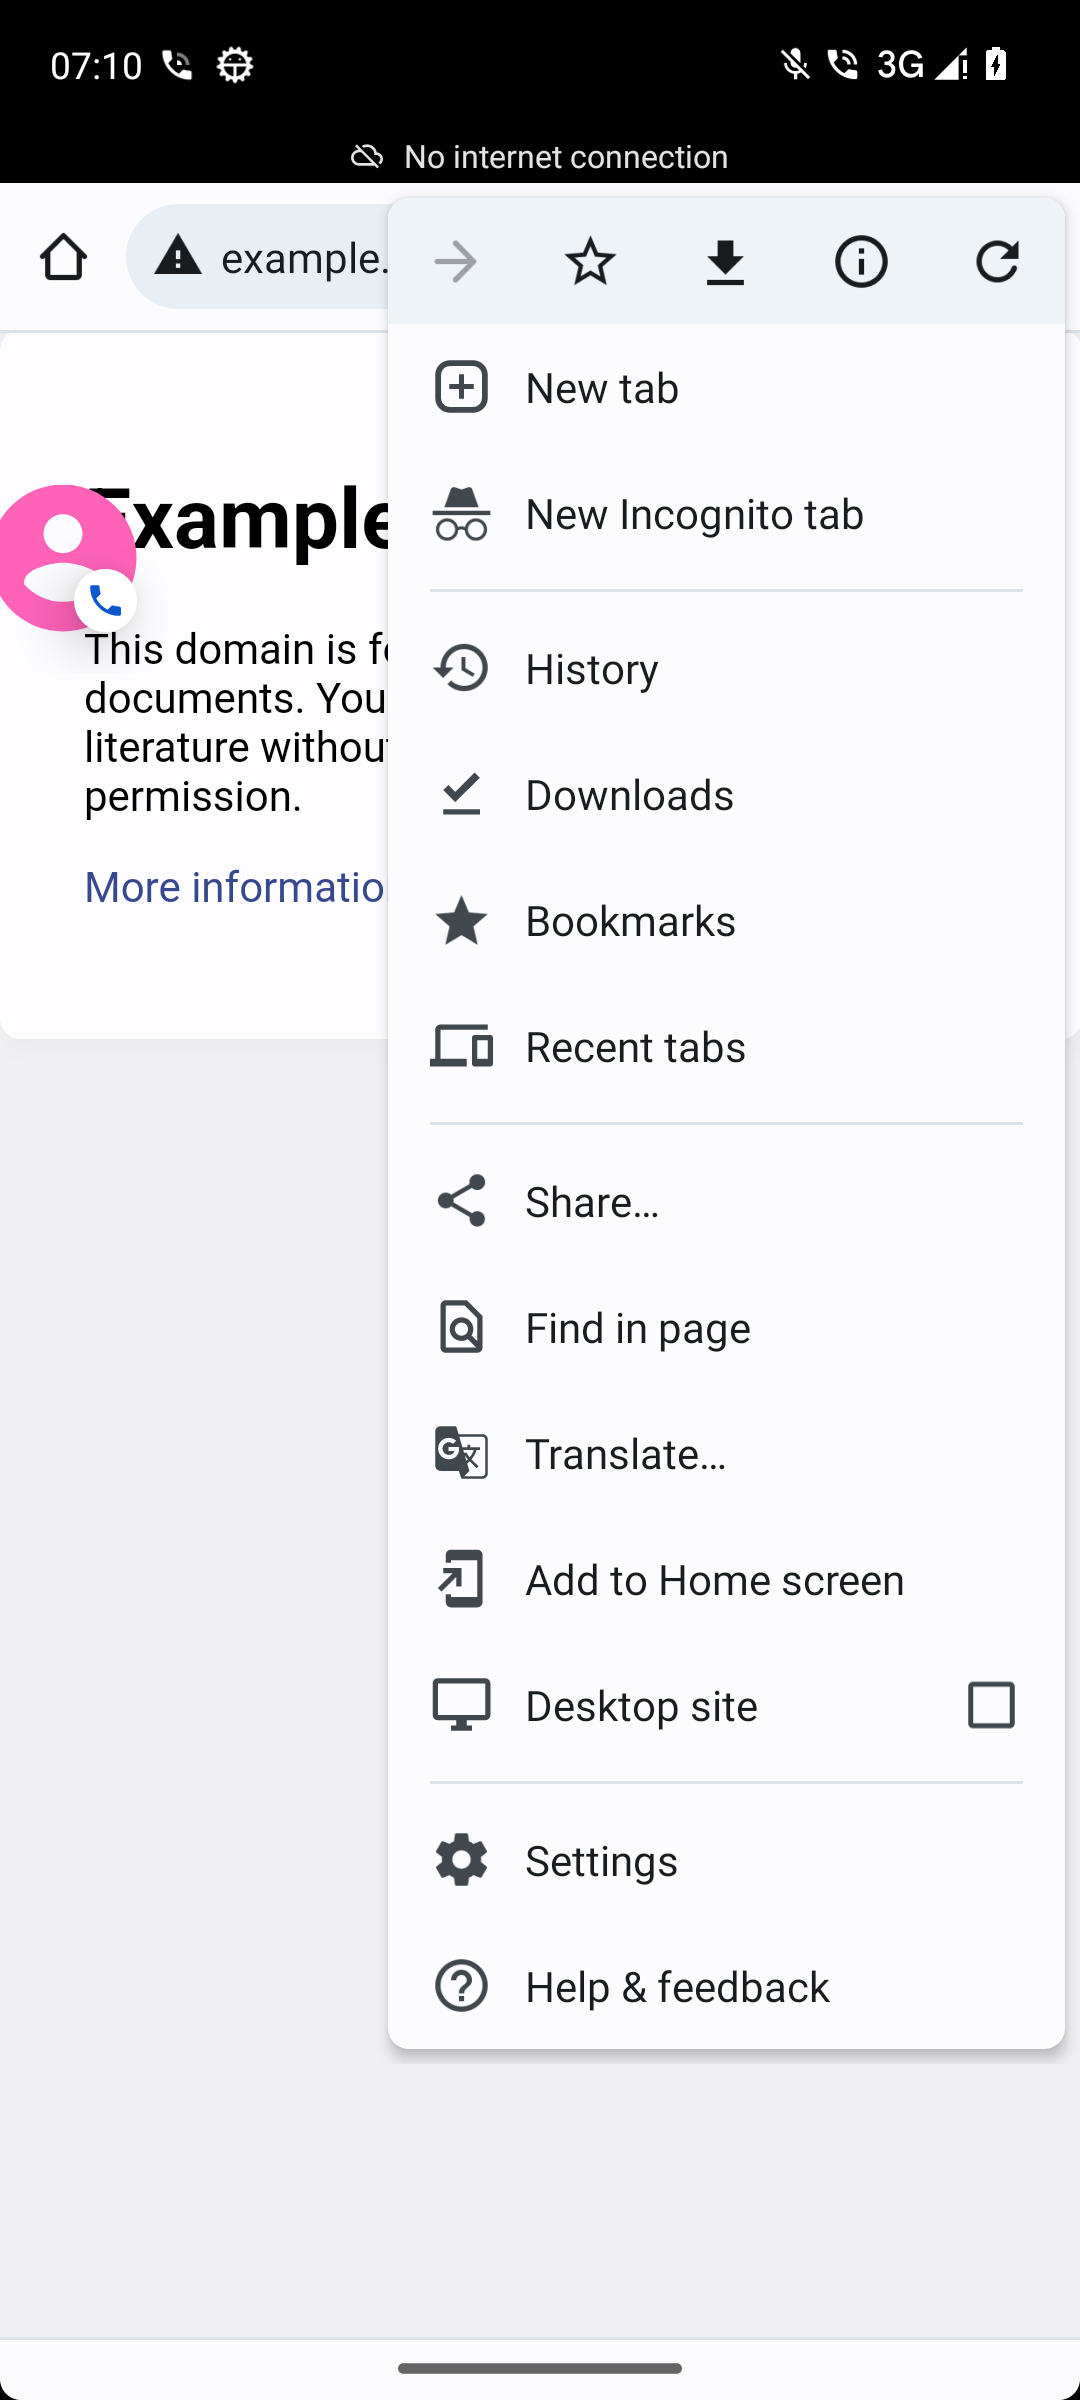 07:10
3G
No internet connection
example.
New tab
New Incognito tab
History
Downloads
Bookmarks
Recent tabs
Share…
Find in page
Translate…
Add to Home screen
Desktop site
Settings
Help & feedback
Example
This domain is
documents. You
literature without
permission.
More informatio